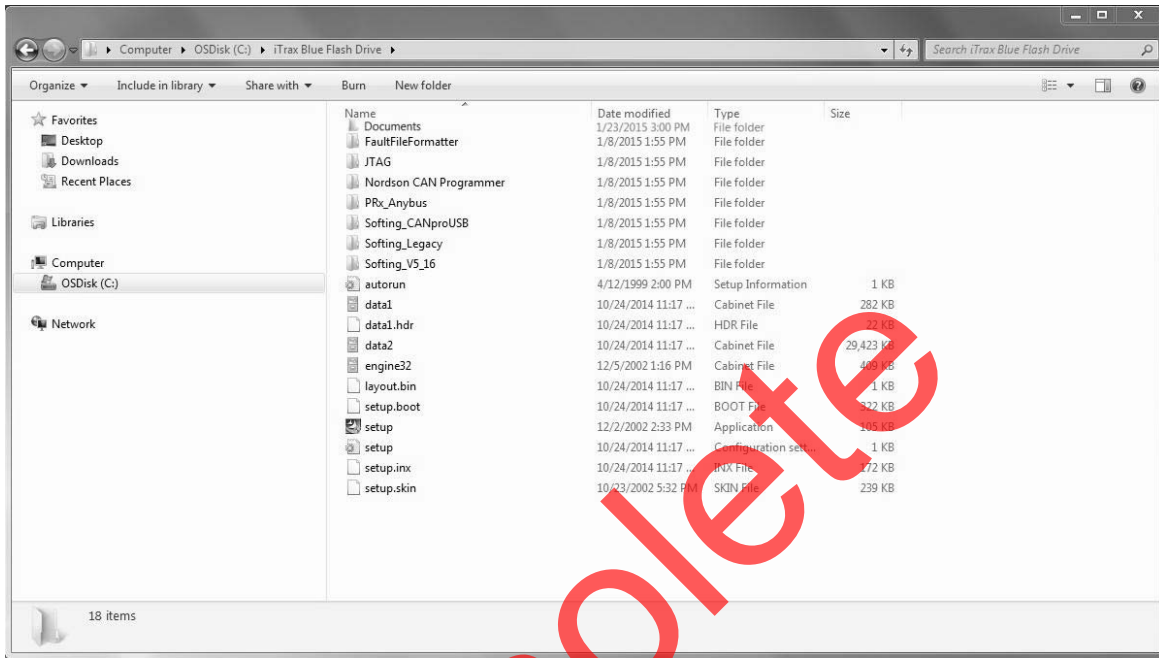 Computer ▸ OSDisk (C:) ▸ iTrax Blue Flash Drive ▸
Search iTrax Blue Flash Drive
Organize Include in library Share with Burn New folder
Favorites
Desktop
Downloads
Recent Places
Libraries
Computer
OSDisk (C:)
Network
Name Date modified Type Size
Documents 1/23/2015 3:00 PM File folder
FaultFileFormatter 1/8/2015 1:55 PM File folder
JTAG 1/8/2015 1:55 PM File folder
Nordson CAN Programmer 1/8/2015 1:55 PM File folder
PRx_Anybus 1/8/2015 1:55 PM File folder
Softing_CANproUSB 1/8/2015 1:55 PM File folder
Softing_Legacy 1/8/2015 1:55 PM File folder
Softing_V5_16 1/8/2015 1:55 PM File folder
autorun 4/12/1999 2:00 PM Setup Information 1 KB
data1 10/24/2014 11:17 ... Cabinet File 282 KB
data1.hdr 10/24/2014 11:17 ... HDR File 22 KB
data2 10/24/2014 11:17 ... Cabinet File 29,423 KB
engine32 12/5/2002 1:16 PM Cabinet File 409 KB
layout.bin 10/24/2014 11:17 ... BIN File 1 KB
setup.boot 10/24/2014 11:17 ... BOOT File 322 KB
setup 12/2/2002 2:33 PM Application 105 KB
setup 10/24/2014 11:17 ... Configuration sett... 1 KB
setup.inx 10/24/2014 11:17 ... INX File 172 KB
setup.skin 10/23/2002 5:32 PM SKIN File 239 KB
18 items
olete